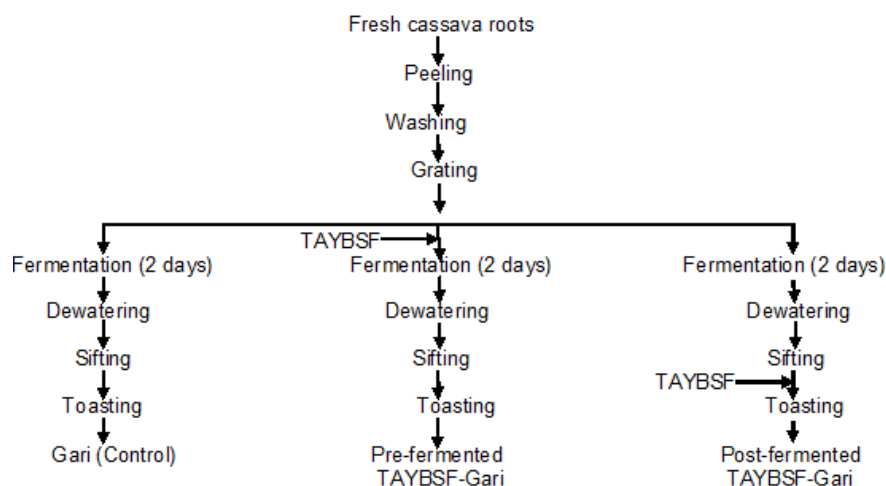 Fresh cassava roots
Peeling
Washing
Grating
TAYBSF
Fermentation (2 days) Fermentation (2 days) Fermentation (2 days)
Dewatering Dewatering Dewatering
Sifting Sifting Sifting
TAYBSF
Toasting Toasting Toasting
Gari (Control) Pre-fermented Post-fermented
TAYBSF-Gari TAYBSF-Gari